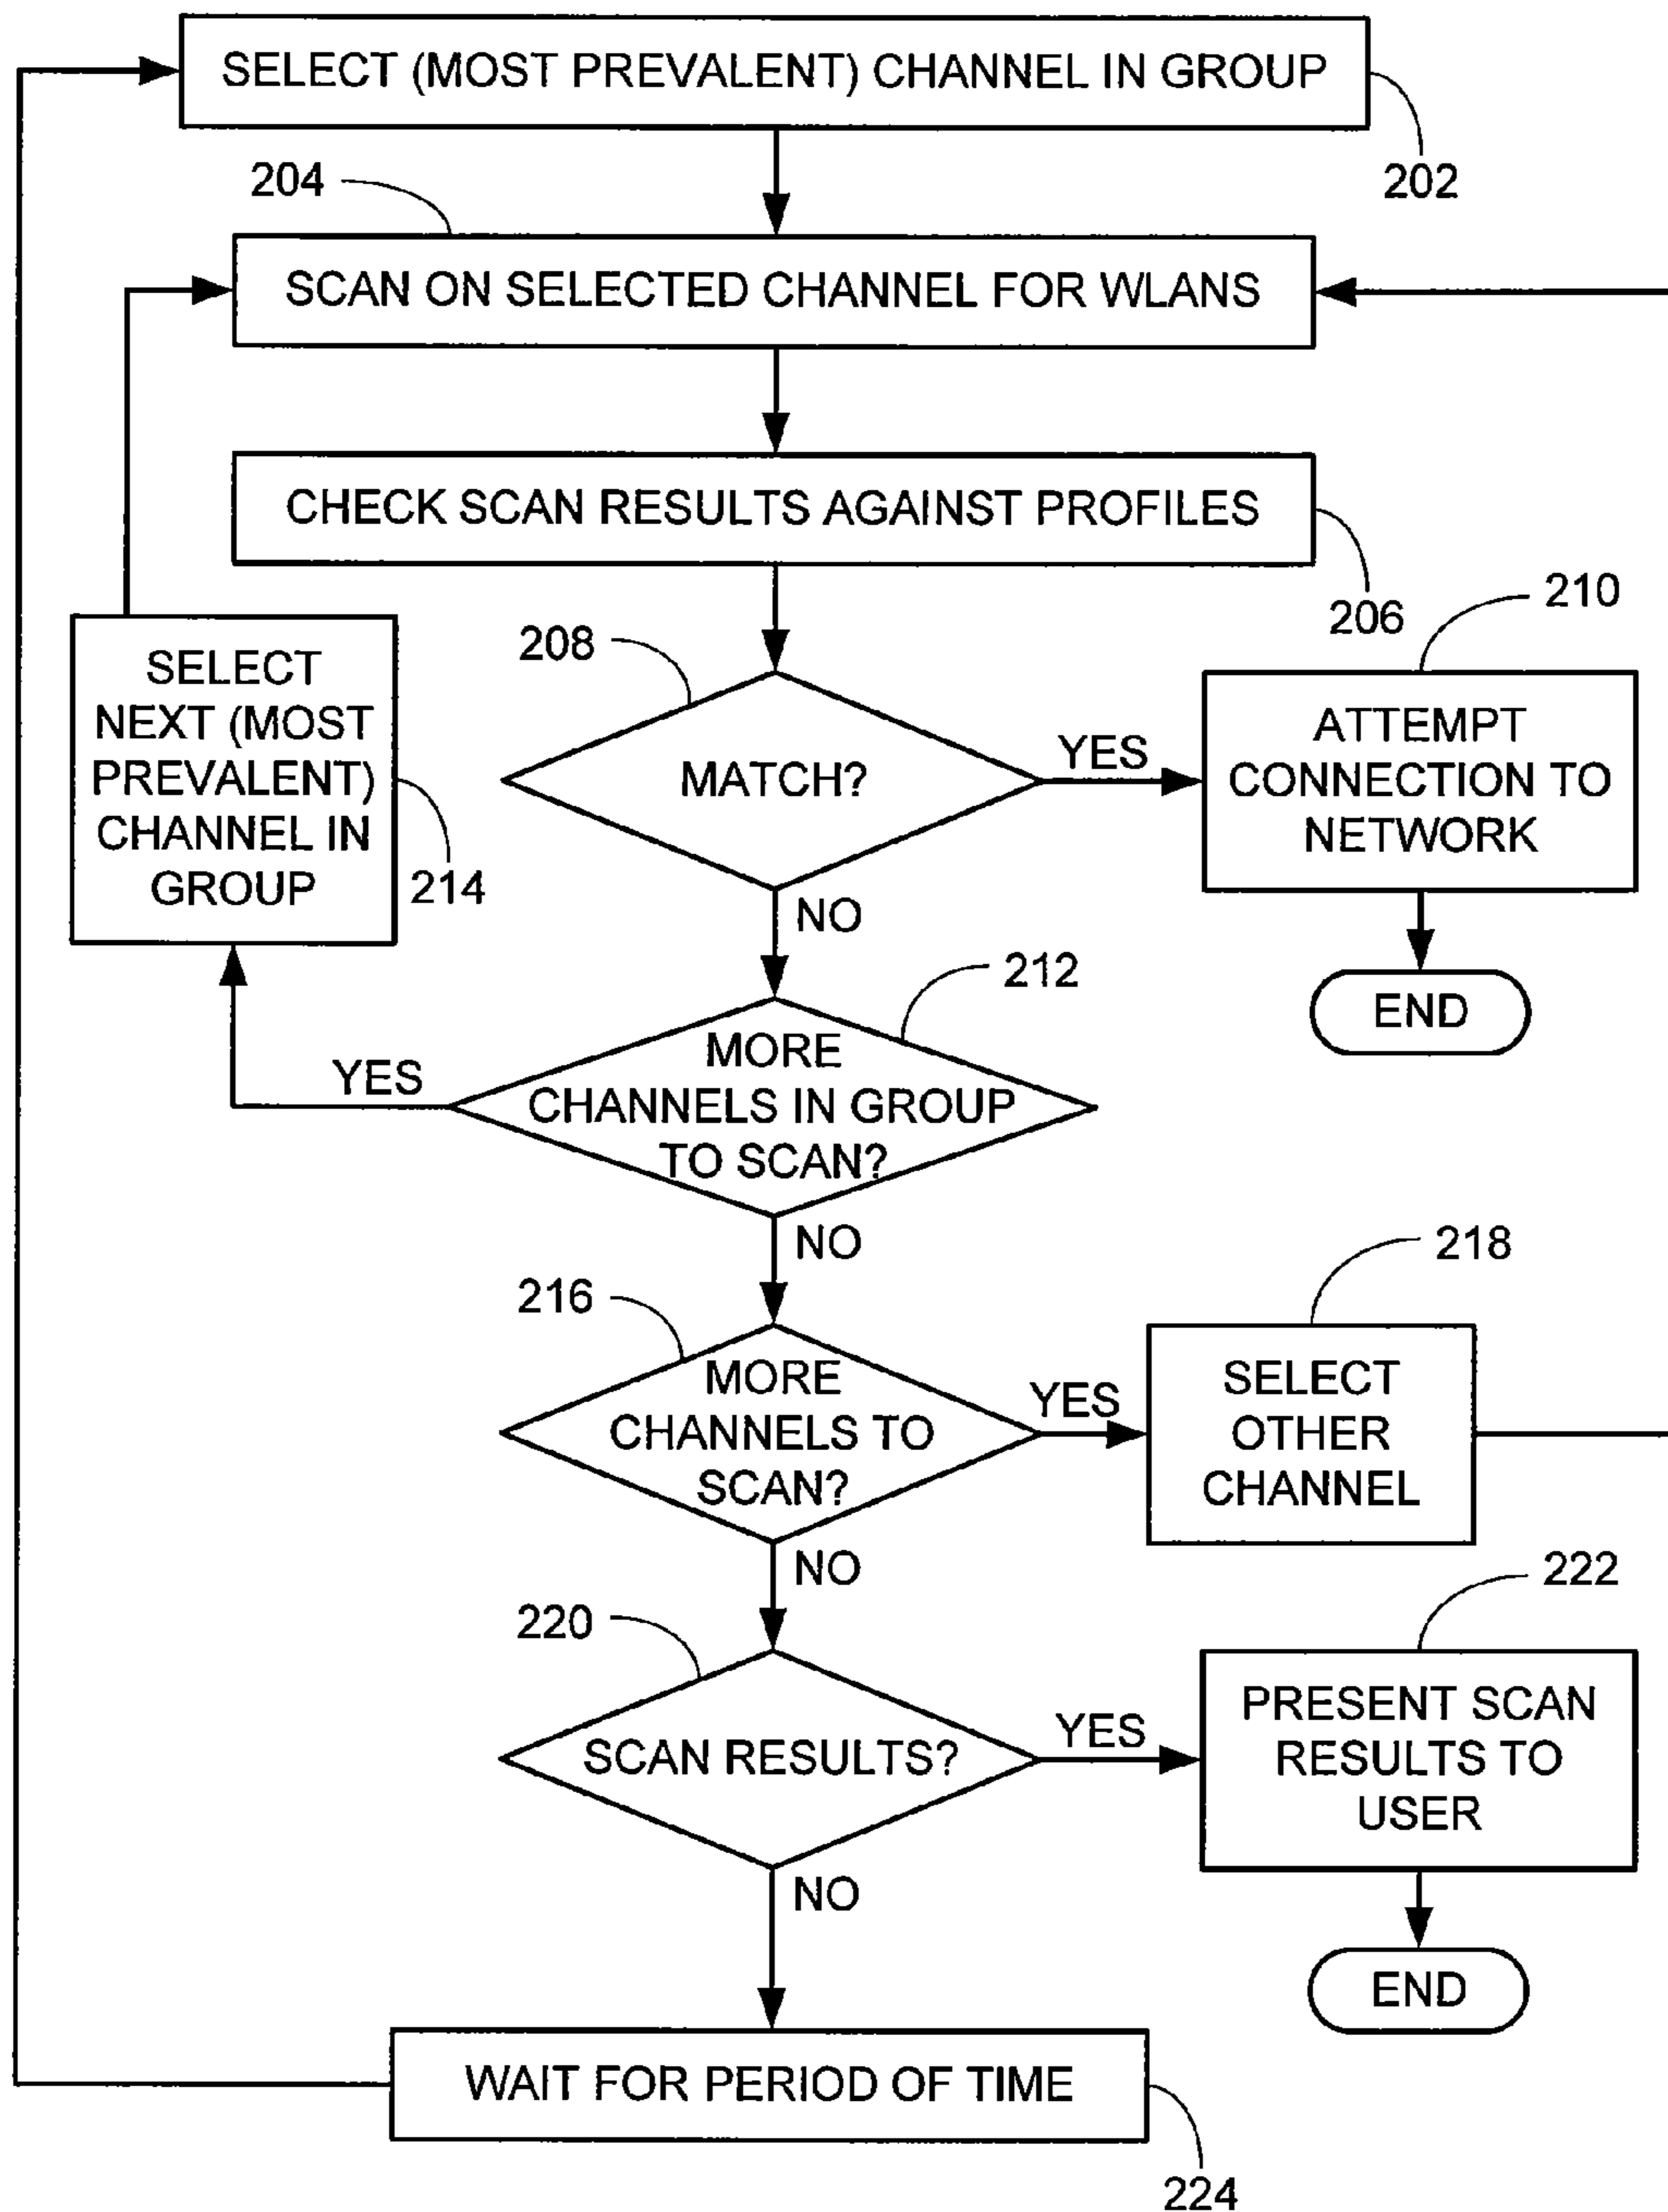 SELECT (MOST PREVALENT) CHANNEL IN GROUP
202
204
SCAN ON SELECTED CHANNEL FOR WLANS
CHECK SCAN RESULTS AGAINST PROFILES
206
210
208
SELECT
NEXT (MOST
PREVALENT)
CHANNEL IN
GROUP
214
MATCH?
YES
ATTEMPT
CONNECTION TO
NETWORK
NO
END
212
MORE
CHANNELS IN GROUP
TO SCAN?
YES
NO
218
216
MORE
CHANNELS TO
SCAN?
YES
SELECT
OTHER
CHANNEL
NO
222
220
SCAN RESULTS?
YES
PRESENT SCAN
RESULTS TO
USER
NO
END
WAIT FOR PERIOD OF TIME
224